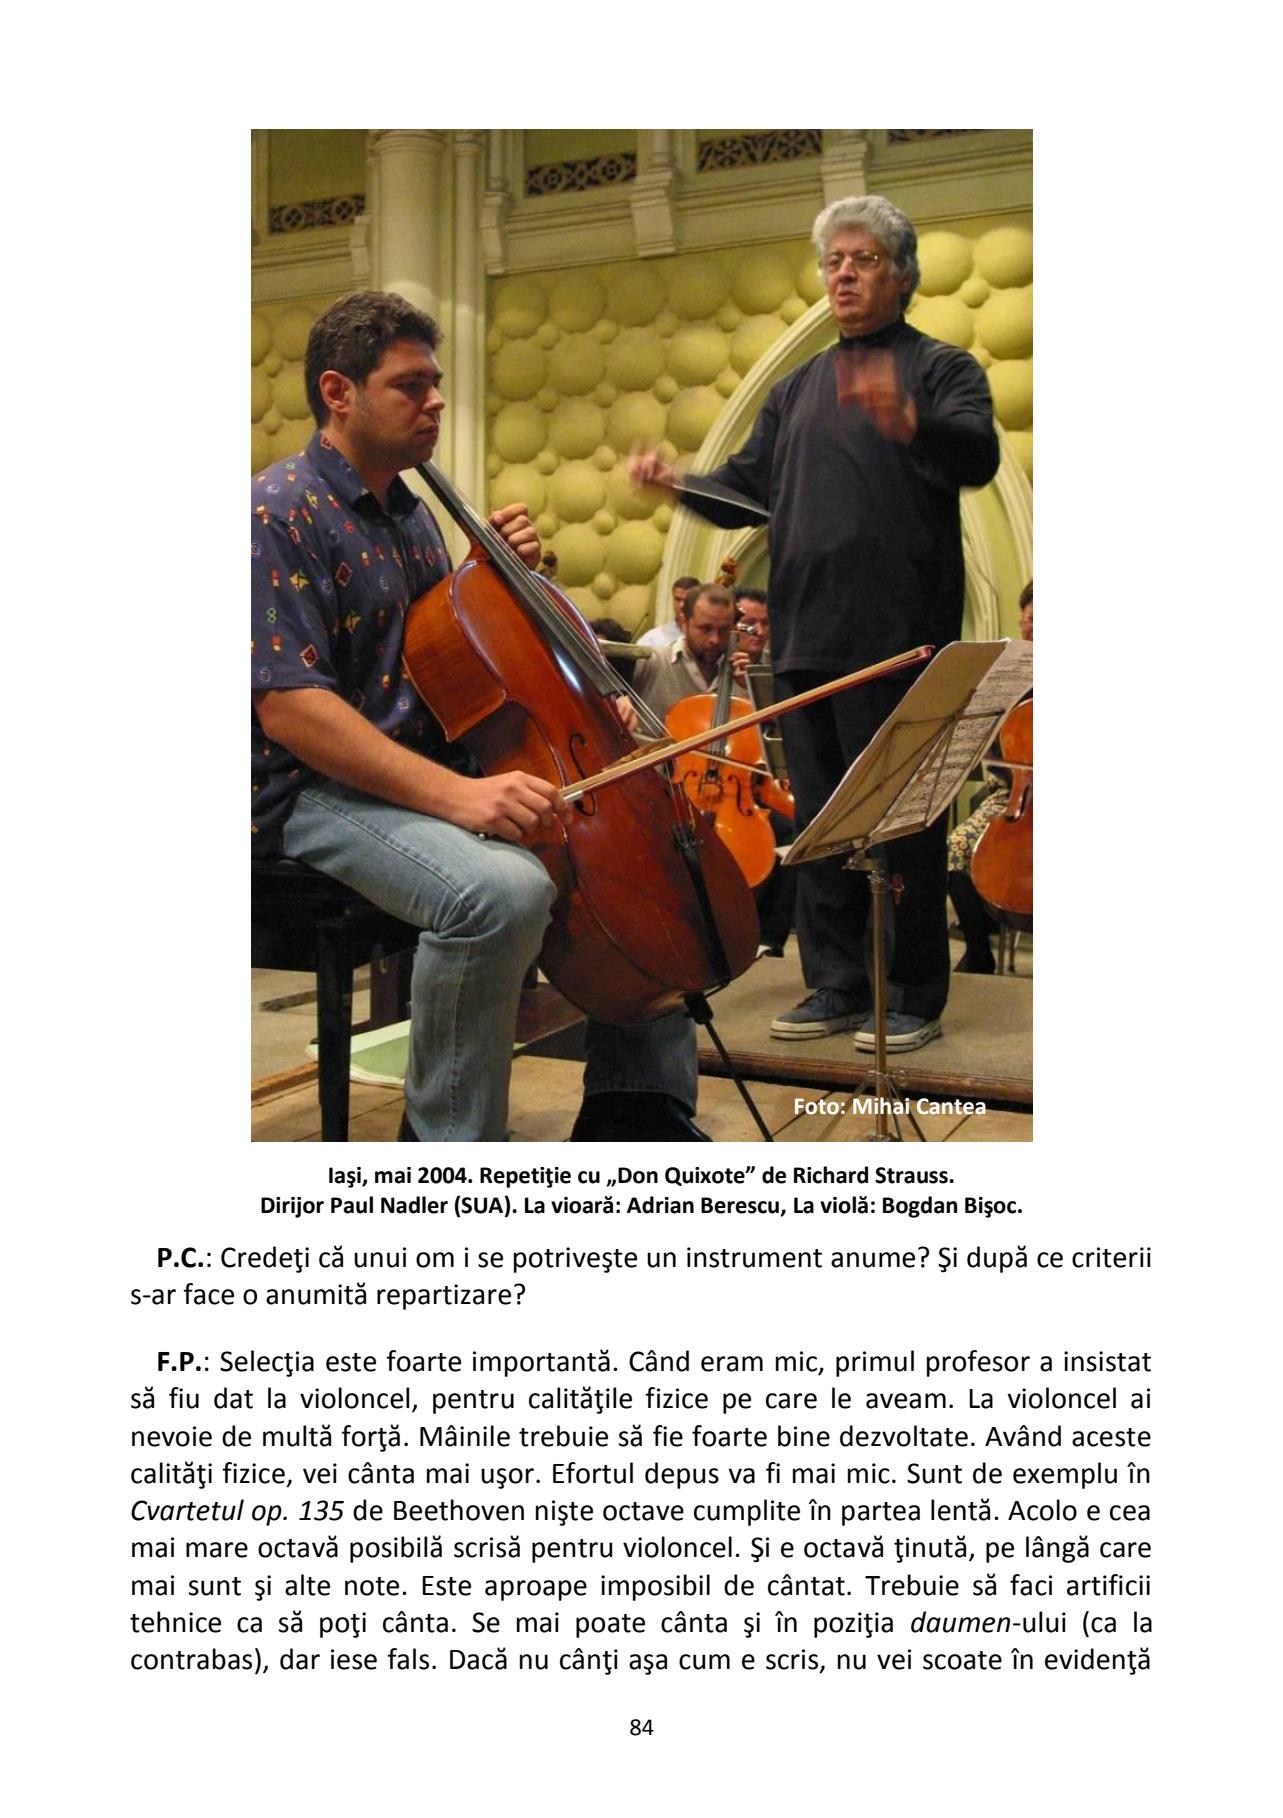 Foto: Mihai Cantea
Iaşi, mai 2004. Repetiţie cu „Don Quixote” de Richard Strauss.
Dirijor Paul Nadler (SUA). La vioară: Adrian Berescu, La violă: Bogdan Bişoc.
P.C.: Credeţi că unui om i se potriveşte un instrument anume? Şi după ce criterii
s-ar face o anumită repartizare?
F.P.: Selecţia este foarte importantă. Când eram mic, primul profesor a insistat
să fiu dat la violoncel, pentru calităţile fizice pe care le aveam. La violoncel ai
nevoie de multă forţă. Mâinile trebuie să fie foarte bine dezvoltate. Având aceste
calităţi fizice, vei cânta mai uşor. Efortul depus va fi mai mic. Sunt de exemplu în
Cvartetul op. 135 de Beethoven nişte octave cumplite în partea lentă. Acolo e cea
mai mare octavă posibilă scrisă pentru violoncel. Şi e octavă ţinută, pe lângă care
mai sunt şi alte note. Este aproape imposibil de cântat. Trebuie să faci artificii
tehnice ca să poţi cânta. Se mai poate cânta şi în poziţia daumen-ului (ca la
contrabas), dar iese fals. Dacă nu cânţi aşa cum e scris, nu vei scoate în evidenţă
84